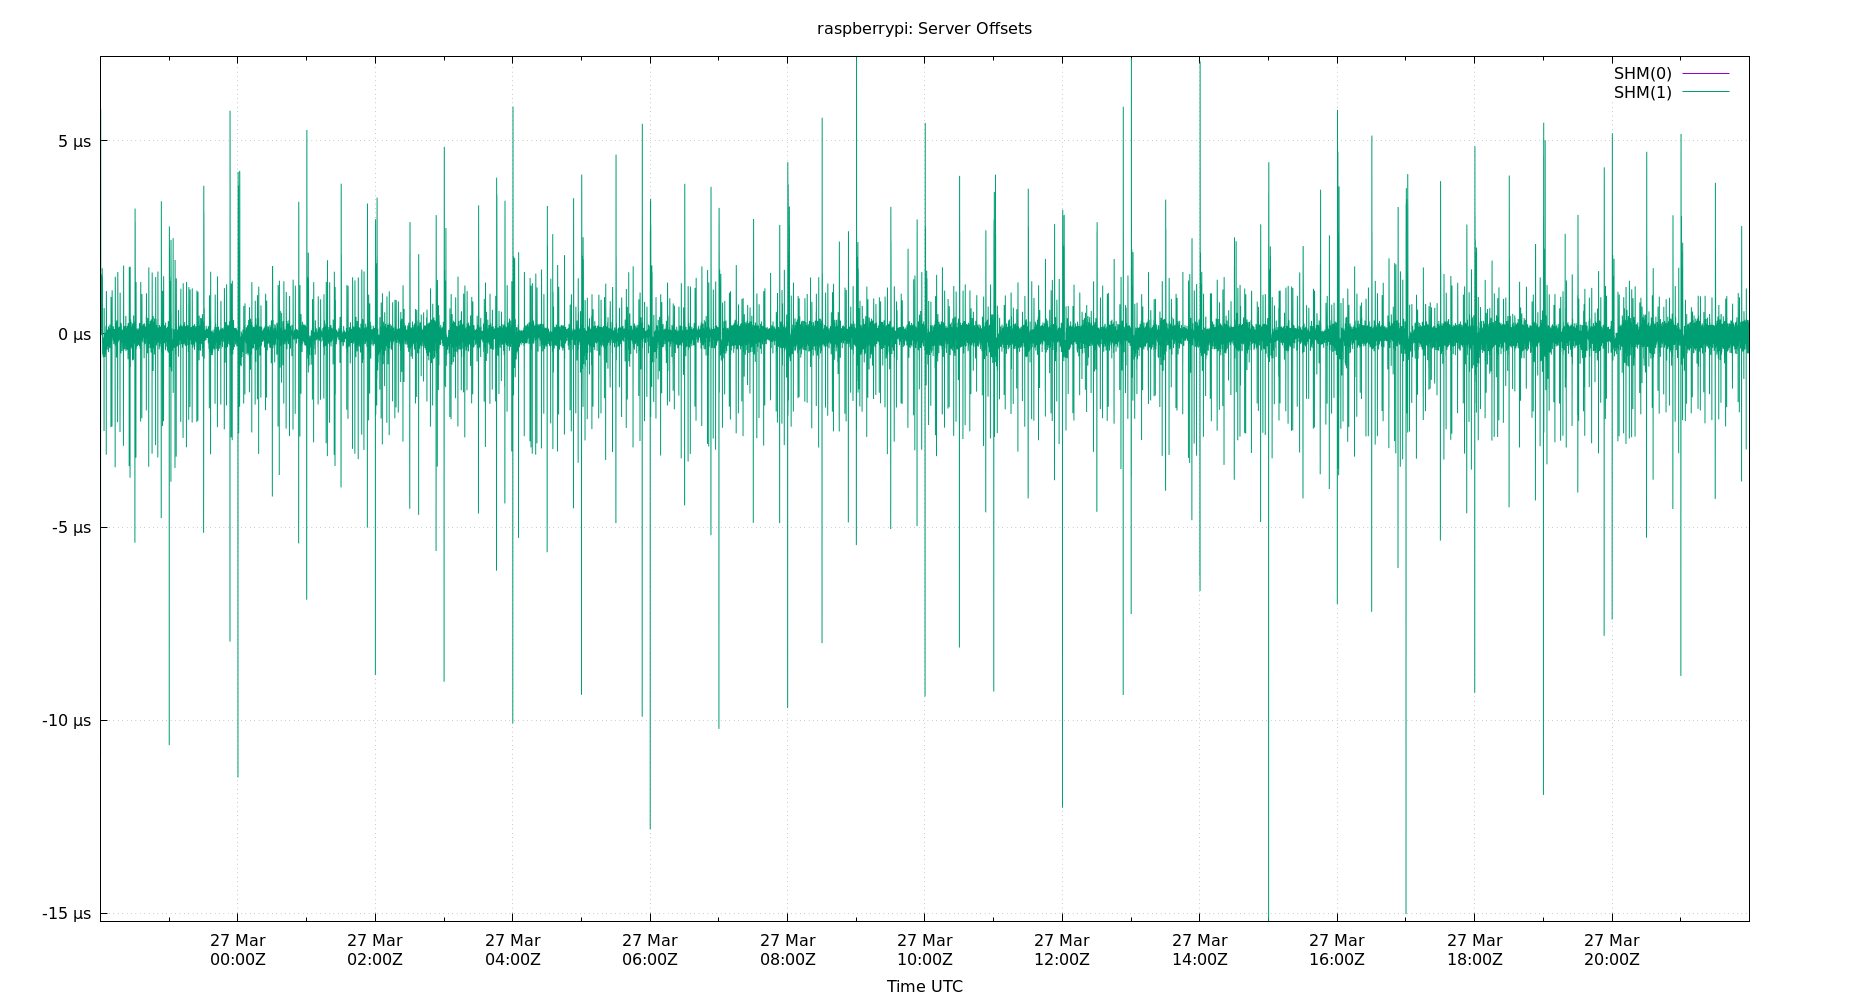 raspberrypi: Server Offsets
SHM(0)
SHM(1)
5 µs
0 µs
-5 µs
-10 µs
-15 µs
27 Mar 27 Mar 27 Mar 27 Mar 27 Mar 27 Mar 27 Mar 27 Mar 27 Mar 27 Mar 27 Mar
00:00Z 02:00Z 04:00Z 06:00Z 08:00Z 10:00Z 12:00Z 14:00Z 16:00Z 18:00Z 20:00Z
Time UTC